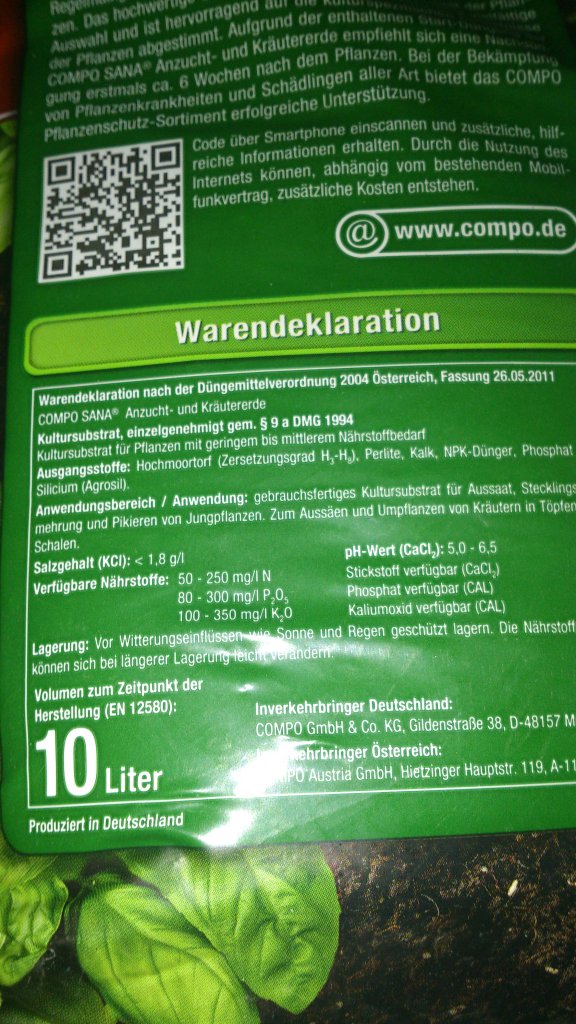 zen. Das hochwertige
Auswahl und ist hervorragend auf die
der Pflanzen abgestimmt. Aufgrund der enthaltenen
COMPO SANA® Anzucht- und Kräutererde empfiehlt sich eine
gung erstmals ca. 6 Wochen nach dem Pflanzen. Bei der Bekämpfung
von Pflanzenkrankheiten und Schädlingen aller Art bietet das COMPO
Pflanzenschutz-Sortiment erfolgreiche Unterstützung.
Code über Smartphone einscannen und zusätzliche, hilf-
reiche Informationen erhalten. Durch die Nutzung des
Internets können, abhängig vom bestehenden Mobil-
funkvertrag, zusätzliche Kosten entstehen.
@ www.compo.de
Warendeklaration
Warendeklaration nach der Düngemittelverordnung 2004 Österreich, Fassung 26.05.2011
COMPO SANA® Anzucht- und Kräutererde
Kultursubstrat, einzelgenehmigt gem. § 9 a DMG 1994
Kultursubstrat für Pflanzen mit geringem bis mittlerem Nährstoffbedarf
Ausgangsstoffe: Hochmoortorf (Zersetzungsgrad Perlite, Kalk, NPK-Dünger, Phosphat
Silicium (Agrosil).
Anwendungsbereich / Anwendung: gebrauchsfertiges Kultursubstrat für Aussaat, Stecklings
mehrung und Pikieren von Jungpflanzen. Zum Aussäen und Umpflanzen von Kräutern in Töpfen
Schalen.
Salzgehalt (KCl): < 1,8 g/l pH-Wert (CaCl₂): 5,0 - 6,5
Verfügbare Nährstoffe: 50 - 250 mg/l N Stickstoff verfügbar (CaCl₂)
80 - 300 mg/l P₂O₅ Phosphat verfügbar (CAL)
100 - 350 mg/l K₂O Kaliumoxid verfügbar (CAL)
Lagerung: Vor Witterungseinflüssen wie Sonne und Regen geschützt lagern. Die Nährstoff
können sich bei längerer Lagerung leicht verändern.
Volumen zum Zeitpunkt der
Herstellung (EN 12580):
10 Liter
Inverkehrbringer Deutschland:
COMPO GmbH & Co. KG, Gildenstraße 38, D-48157 M
Inverkehrbringer Österreich:
COMPO Austria GmbH, Hietzinger Hauptstr. 119, A-11
Produziert in Deutschland